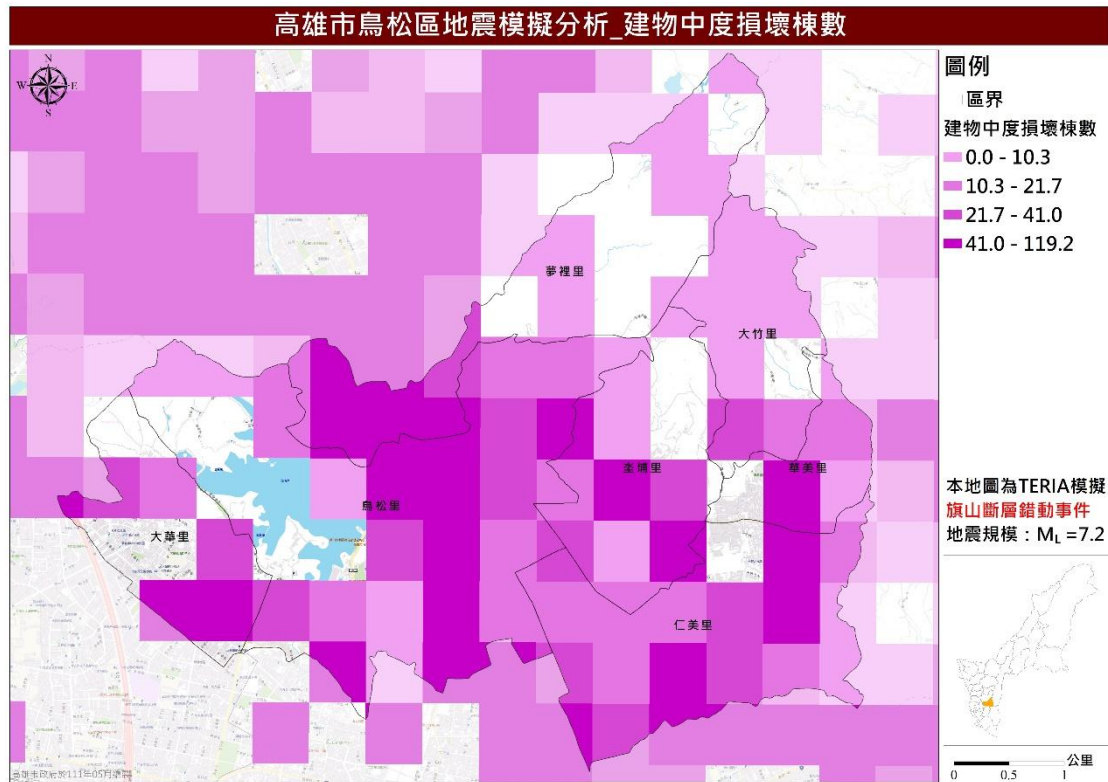 高雄市鳥松區地震模擬分析_建物中度損壞棟數
N
W
E
S
圖例
區界
建物中度損壞棟數
0.0 - 10.3
10.3 - 21.7
21.7 - 41.0
41.0 - 119.2
夢裡里
大竹里
坔埔里
華美里
鳥松里
大華里
仁美里
本地圖為TERIA模擬
旗山斷層錯動事件
地震規模：ML =7.2
公里
0 0.5 1